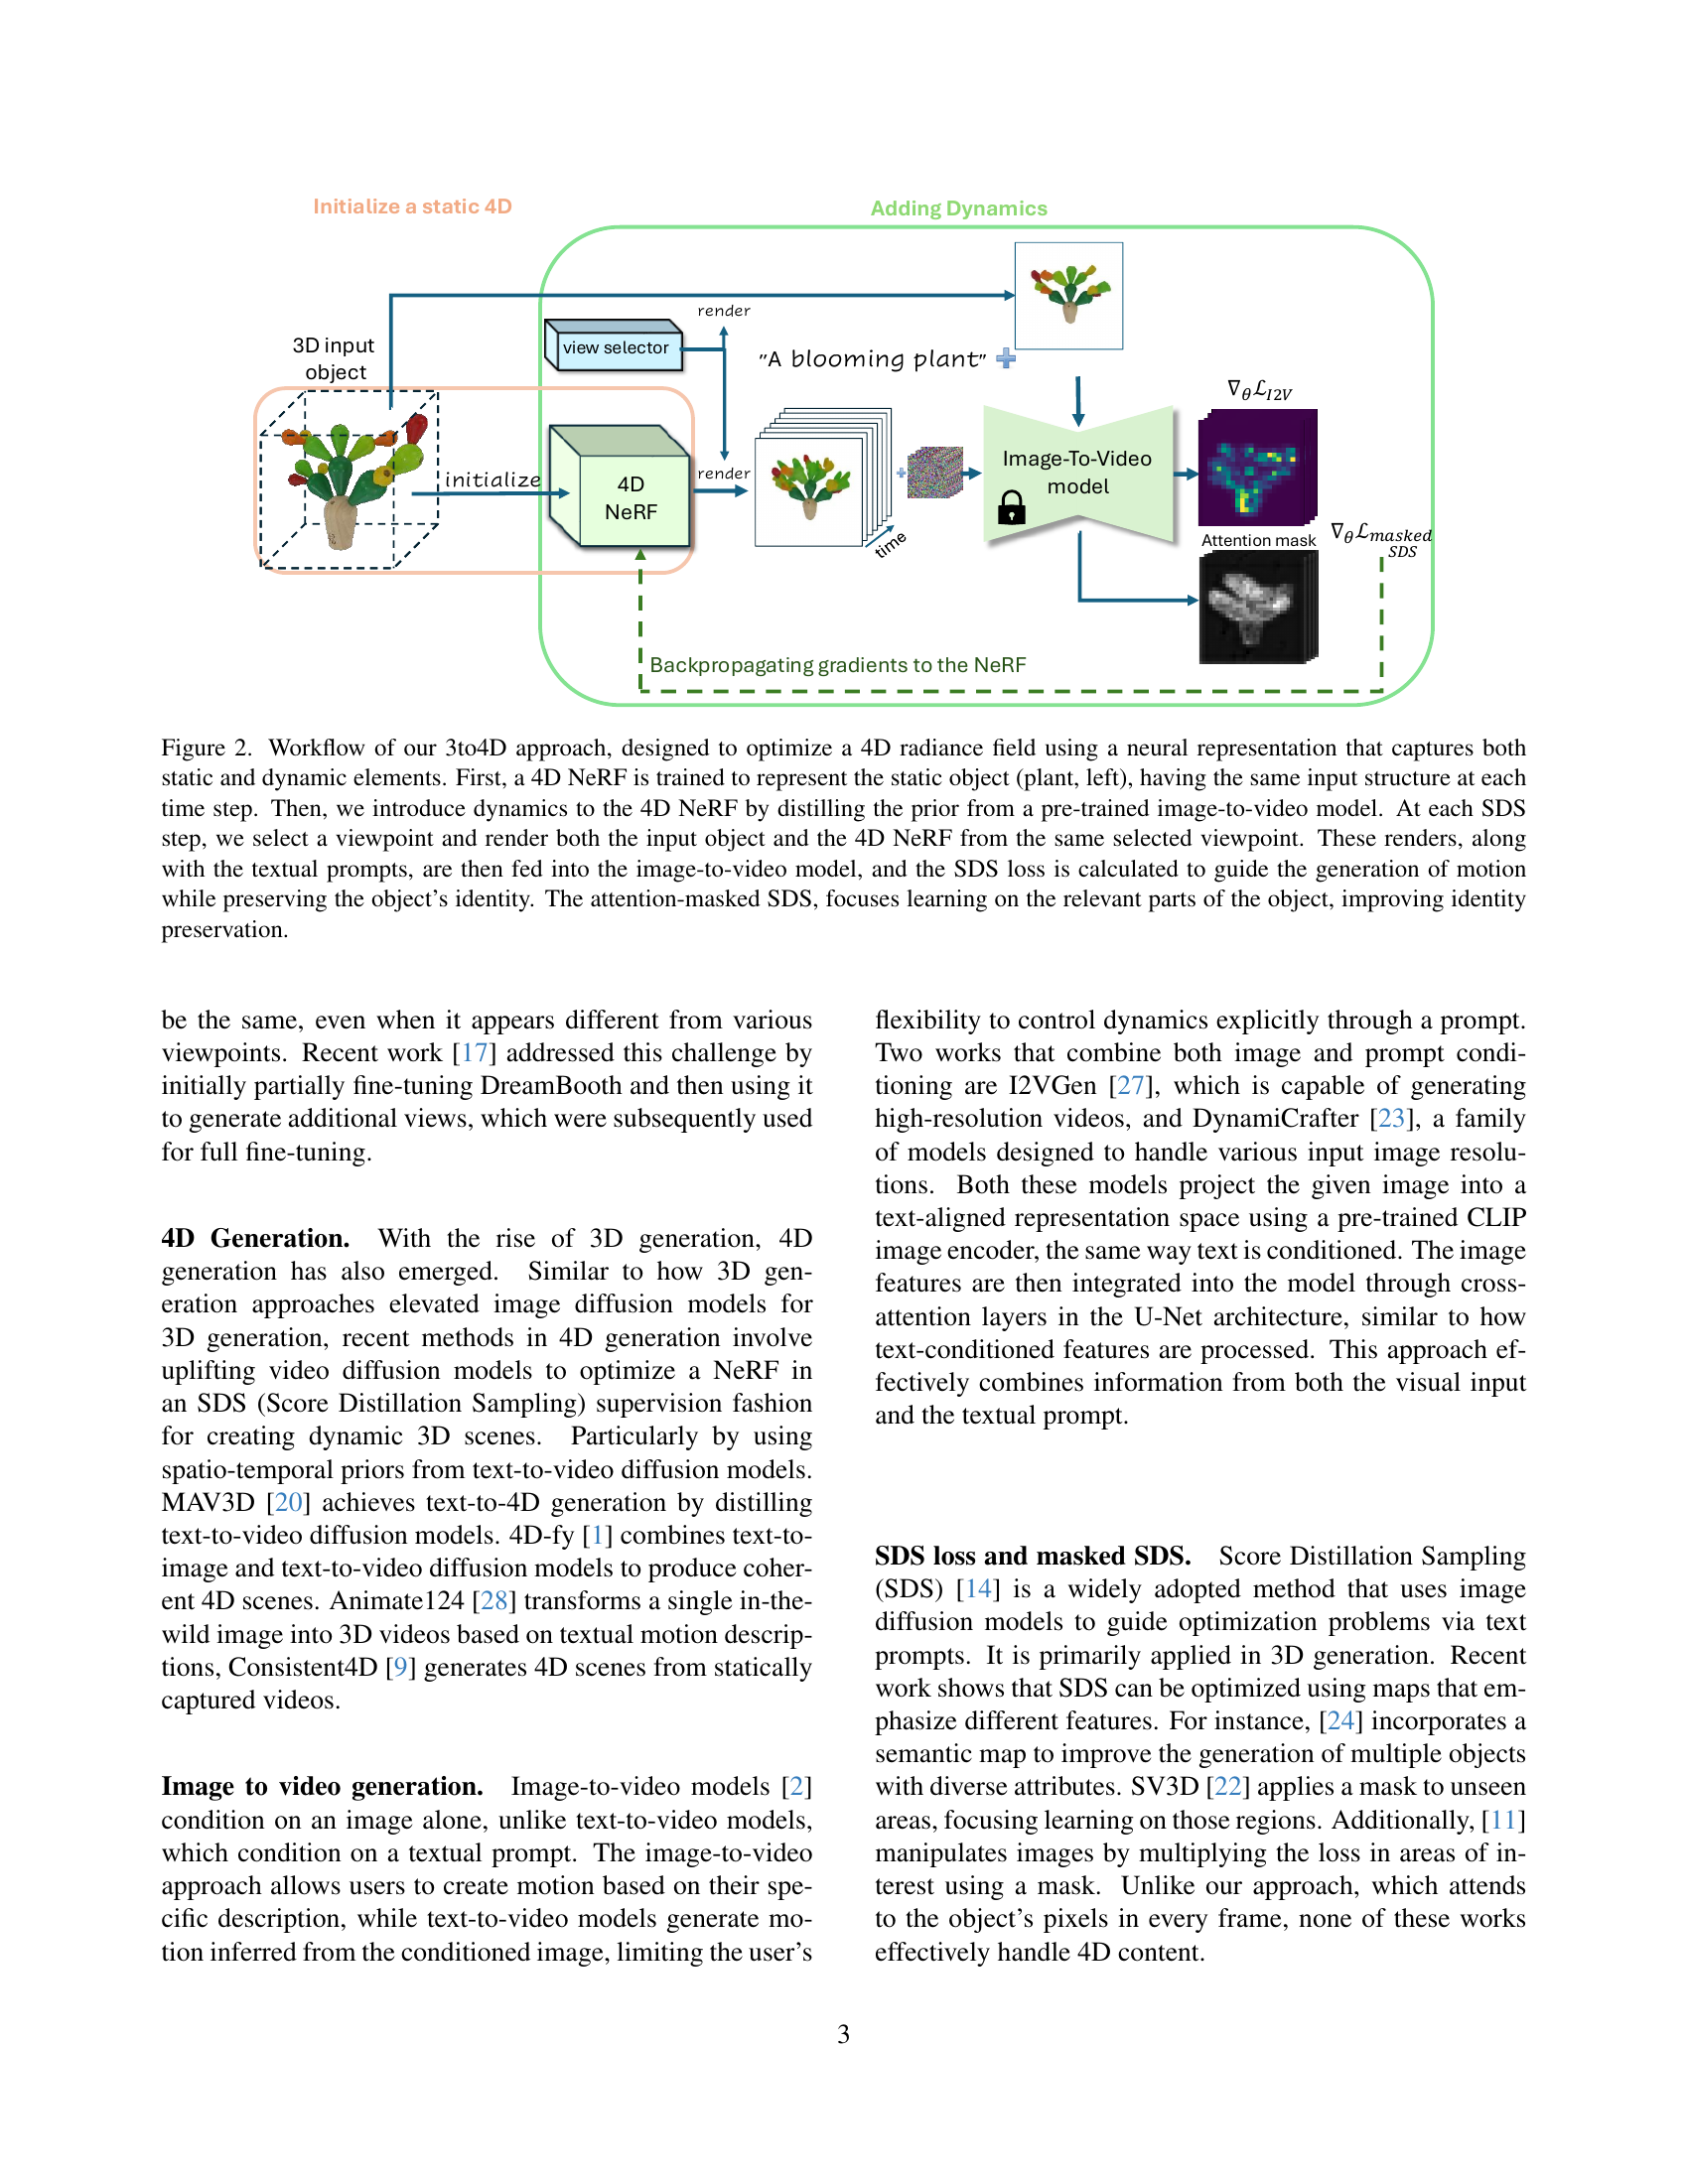 Initialize a static 4D
Adding Dynamics
render
3D input
object
view selector
"A blooming plant"
initialize
4D
NeRF
render
time
Image-To-Video
model
∇θℒI2V
Attention mask
∇θℒmasked
SDS
Backpropagating gradients to the NeRF
Figure 2. Workflow of our 3to4D approach, designed to optimize a 4D radiance field using a neural representation that captures both
static and dynamic elements. First, a 4D NeRF is trained to represent the static object (plant, left), having the same input structure at each
time step. Then, we introduce dynamics to the 4D NeRF by distilling the prior from a pre-trained image-to-video model. At each SDS
step, we select a viewpoint and render both the input object and the 4D NeRF from the same selected viewpoint. These renders, along
with the textual prompts, are then fed into the image-to-video model, and the SDS loss is calculated to guide the generation of motion
while preserving the object's identity. The attention-masked SDS, focuses learning on the relevant parts of the object, improving identity
preservation.
be the same, even when it appears different from various
viewpoints. Recent work [17] addressed this challenge by
initially partially fine-tuning DreamBooth and then using it
to generate additional views, which were subsequently used
for full fine-tuning.
4D Generation. With the rise of 3D generation, 4D
generation has also emerged. Similar to how 3D gen-
eration approaches elevated image diffusion models for
3D generation, recent methods in 4D generation involve
uplifting video diffusion models to optimize a NeRF in
an SDS (Score Distillation Sampling) supervision fashion
for creating dynamic 3D scenes. Particularly by using
spatio-temporal priors from text-to-video diffusion models.
MAV3D [20] achieves text-to-4D generation by distilling
text-to-video diffusion models. 4D-fy [1] combines text-to-
image and text-to-video diffusion models to produce coher-
ent 4D scenes. Animate124 [28] transforms a single in-the-
wild image into 3D videos based on textual motion descrip-
tions, Consistent4D [9] generates 4D scenes from statically
captured videos.
Image to video generation. Image-to-video models [2]
condition on an image alone, unlike text-to-video models,
which condition on a textual prompt. The image-to-video
approach allows users to create motion based on their spe-
cific description, while text-to-video models generate mo-
tion inferred from the conditioned image, limiting the user's
flexibility to control dynamics explicitly through a prompt.
Two works that combine both image and prompt condi-
tioning are I2VGen [27], which is capable of generating
high-resolution videos, and DynamiCrafter [23], a family
of models designed to handle various input image resolu-
tions. Both these models project the given image into a
text-aligned representation space using a pre-trained CLIP
image encoder, the same way text is conditioned. The image
features are then integrated into the model through cross-
attention layers in the U-Net architecture, similar to how
text-conditioned features are processed. This approach ef-
fectively combines information from both the visual input
and the textual prompt.
SDS loss and masked SDS. Score Distillation Sampling
(SDS) [14] is a widely adopted method that uses image
diffusion models to guide optimization problems via text
prompts. It is primarily applied in 3D generation. Recent
work shows that SDS can be optimized using maps that em-
phasize different features. For instance, [24] incorporates a
semantic map to improve the generation of multiple objects
with diverse attributes. SV3D [22] applies a mask to unseen
areas, focusing learning on those regions. Additionally, [11]
manipulates images by multiplying the loss in areas of in-
terest using a mask. Unlike our approach, which attends
to the object's pixels in every frame, none of these works
effectively handle 4D content.
3